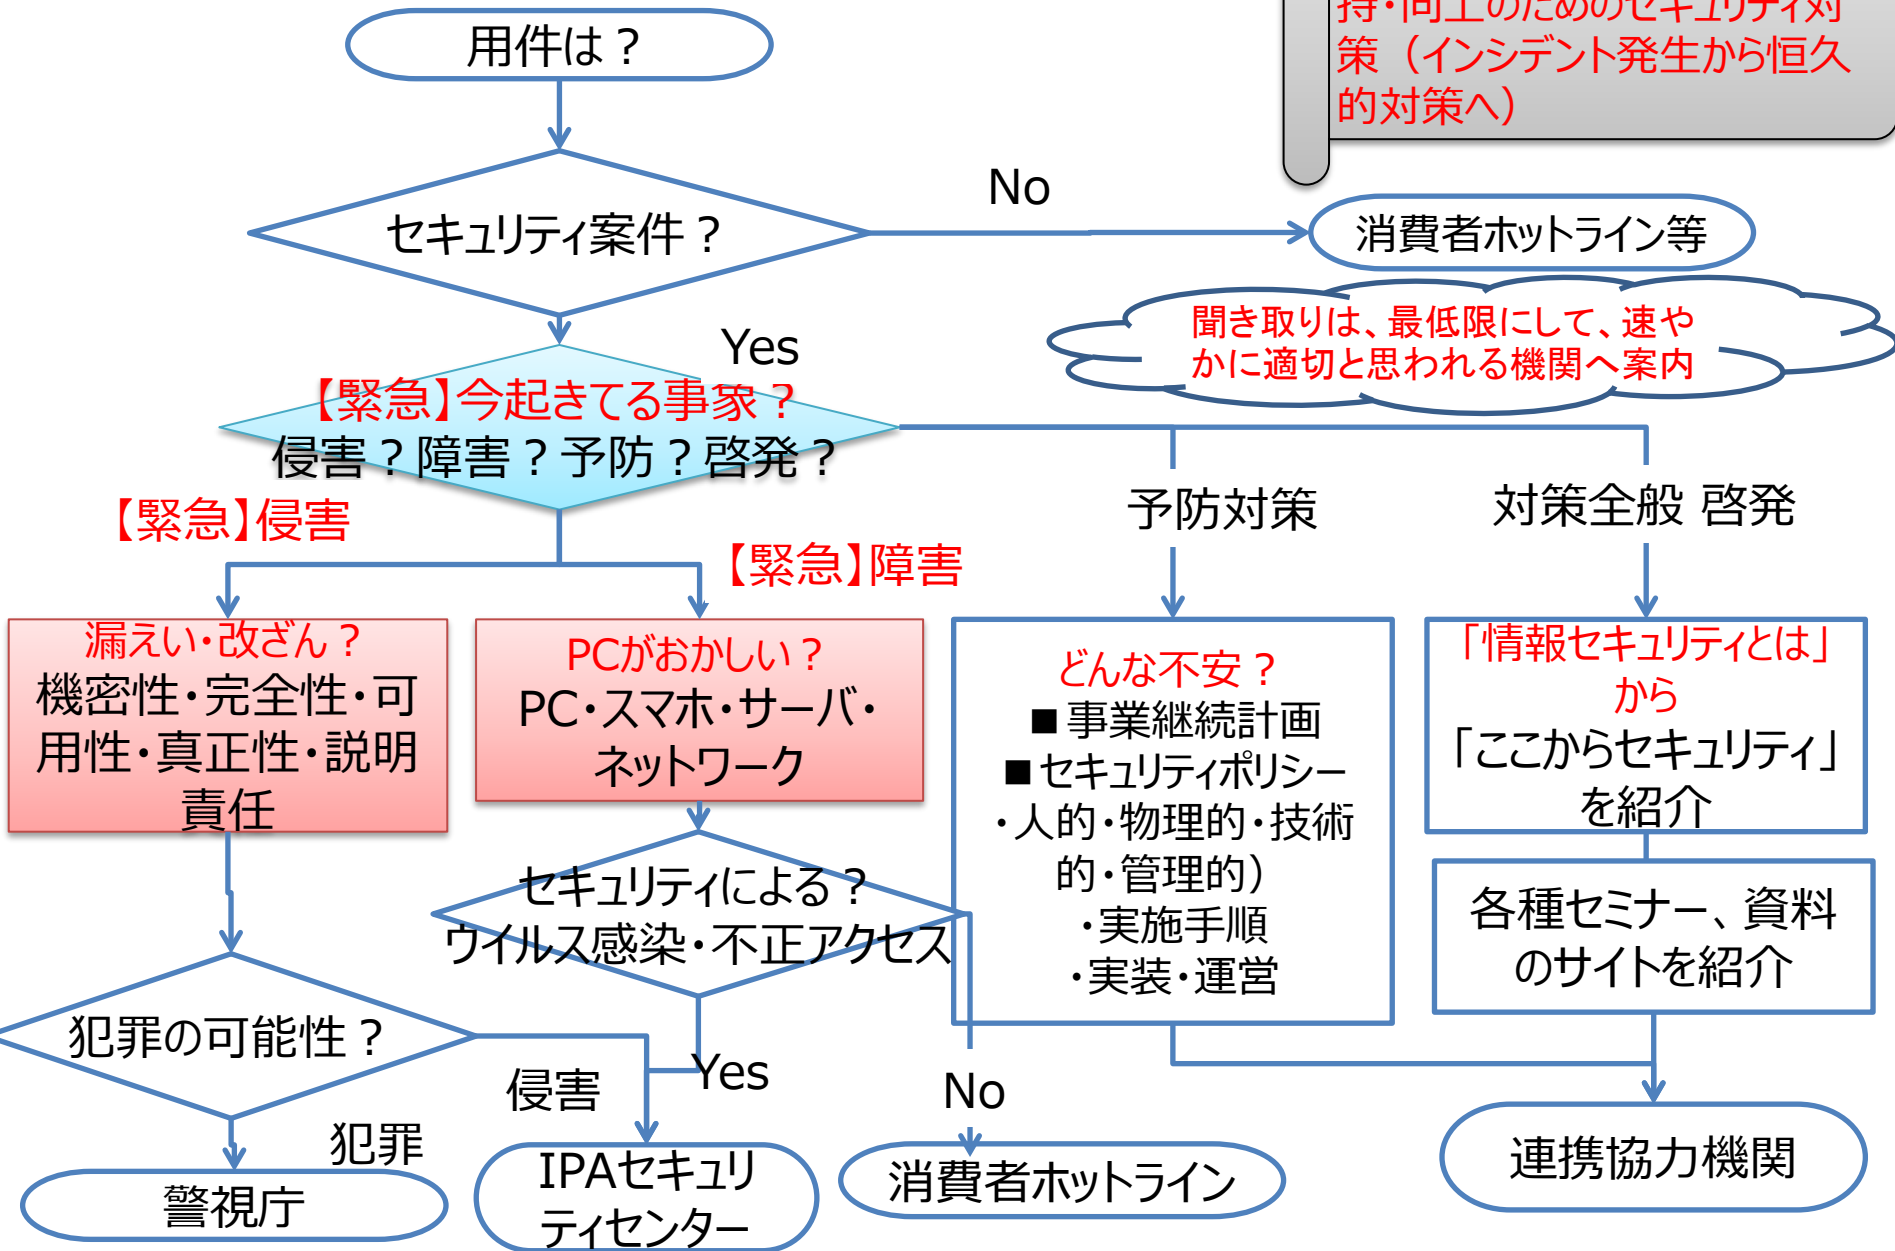 用件は？
持・向上のためのセキュリティ対
策（インシデント発生から恒久
的対策へ）
セキュリティ案件？
No
消費者ホットライン等
聞き取りは、最低限にして、速や
かに適切と思われる機関へ案内
Yes
【緊急】今起きてる事象？
侵害？障害？予防？啓発？
【緊急】侵害
【緊急】障害
予防対策
対策全般 啓発
漏えい・改ざん？
機密性・完全性・可
用性・真正性・説明
責任
PCがおかしい？
PC・スマホ・サーバ・
ネットワーク
どんな不安？
■事業継続計画
■セキュリティポリシー
・人的・物理的・技術
的・管理的）
・実施手順
・実装・運営
「情報セキュリティとは」
から
「ここからセキュリティ」
を紹介
セキュリティによる？
ウイルス感染・不正アクセス
各種セミナー、資料
のサイトを紹介
犯罪の可能性？
侵害
Yes
No
犯罪
警視庁
IPAセキュリ
ティセンター
消費者ホットライン
連携協力機関